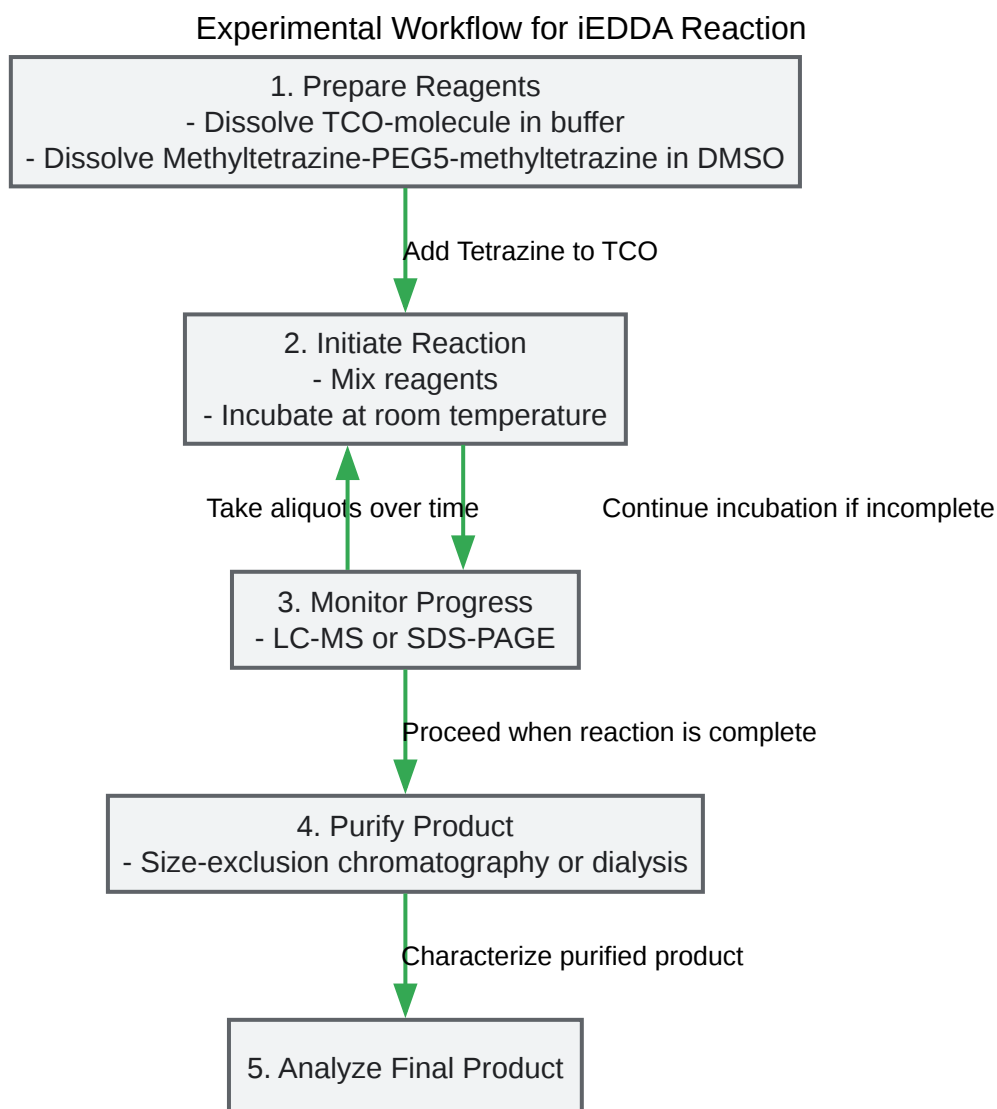 Experimental Workflow for iEDDA Reaction
1. Prepare Reagents
- Dissolve TCO-molecule in buffer
- Dissolve Methyltetrazine-PEG5-methyltetrazine in DMSO
Add Tetrazine to TCO
2. Initiate Reaction
- Mix reagents
- Incubate at room temperature
Take aliquots over time
Continue incubation if incomplete
3. Monitor Progress
- LC-MS or SDS-PAGE
Proceed when reaction is complete
4. Purify Product
- Size-exclusion chromatography or dialysis
Characterize purified product
5. Analyze Final Product